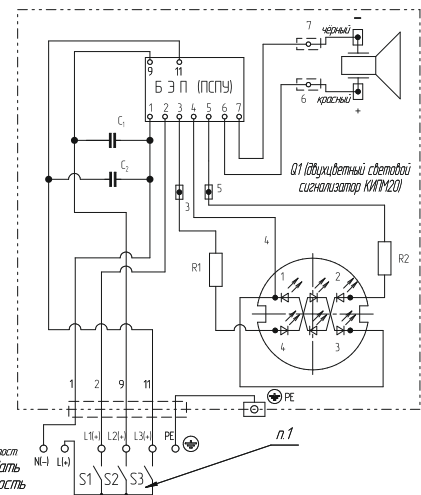 7
чёрный
−
9 11
Б Э П (ПСПУ)
1 2 3 4 5 6 7
6
красный
+
C₁
C₂
Q1 (двухцветный световой
сигнализатор КИПМ20)
3
5
4
R1
R2
1 2
4 3
1 2 9 11
PE
L1(+) L2(+) L3(+) PE
п.1
N(−) L(+)
S1 S2 S3